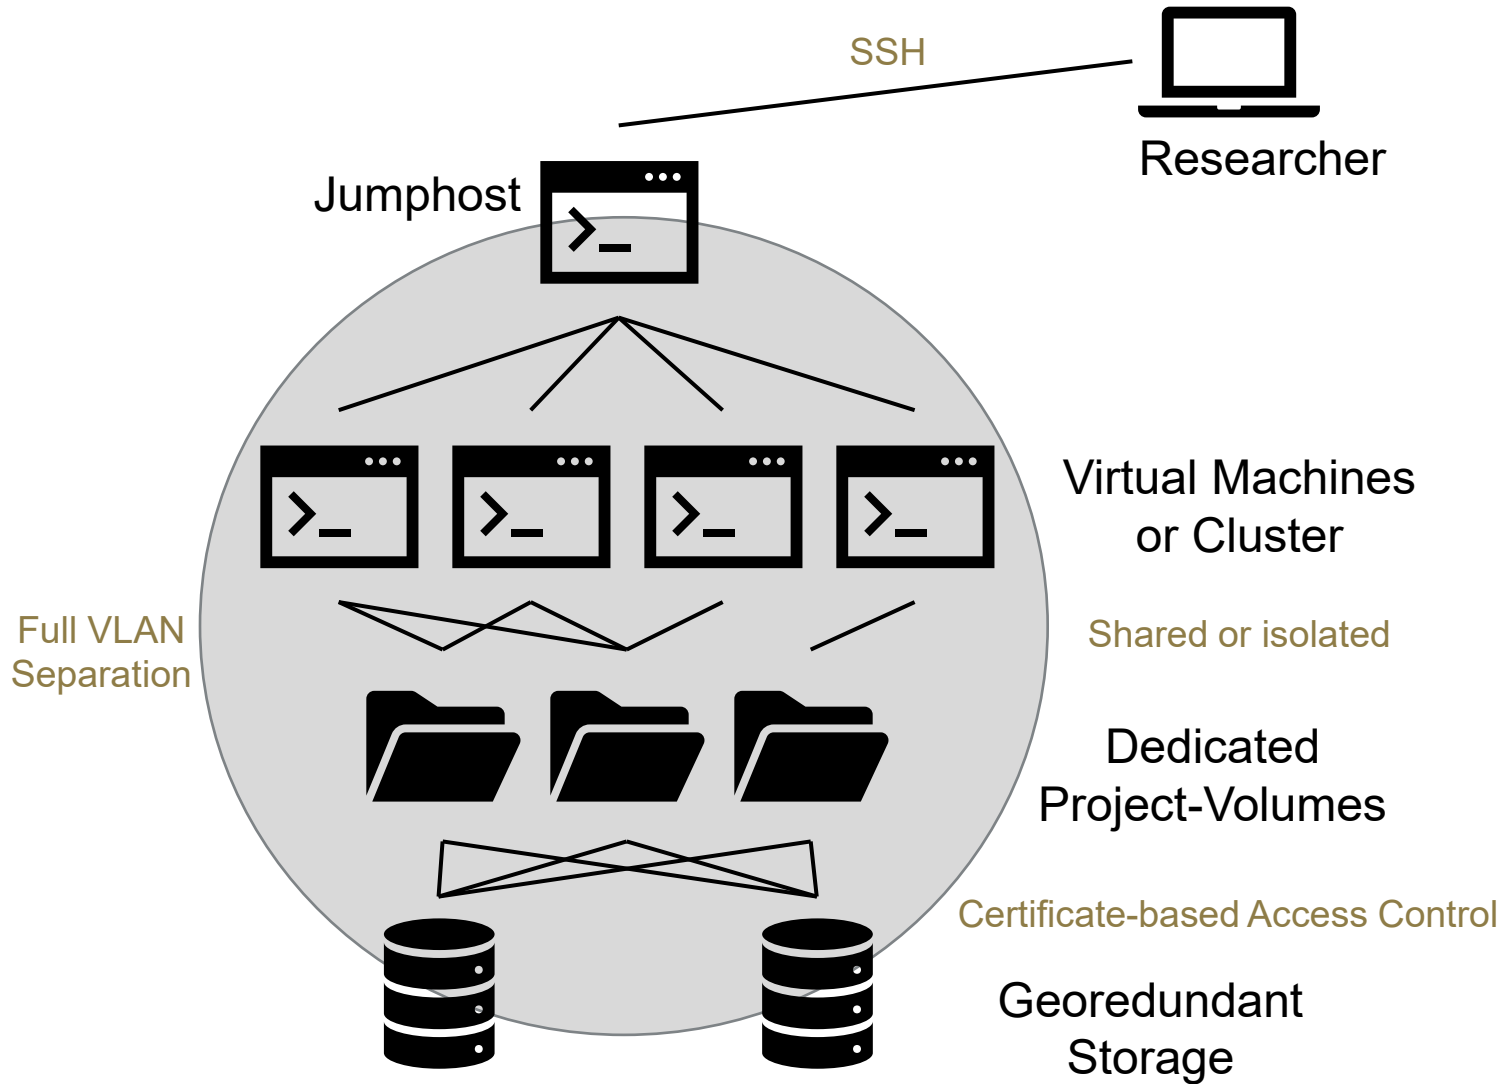 SSH
Researcher
Jumphost
>_
>_
>_
>_
>_
Virtual Machines
or Cluster
Full VLAN
Separation
Shared or isolated
Dedicated
Project-Volumes
Certificate-based Access Control
Georedundant
Storage